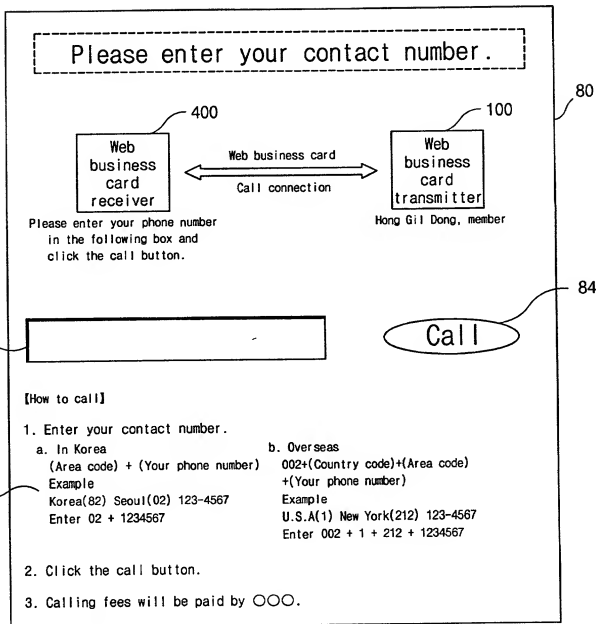 Please enter your contact number.
80
400
100
Web
business
card
receiver
Web business card
Call connection
Web
business
card
transmitter
Please enter your phone number
in the following box and
click the call button.
Hong Gil Dong, member
84
Call
[How to call]
1. Enter your contact number.
a. In Korea
(Area code) + (Your phone number)
Example
Korea(82) Seoul(02) 123-4567
Enter 02 + 1234567
b. Overseas
002+(Country code)+(Area code)
+(Your phone number)
Example
U.S.A(1) New York(212) 123-4567
Enter 002 + 1 + 212 + 1234567
2. Click the call button.
3. Calling fees will be paid by ○○○.